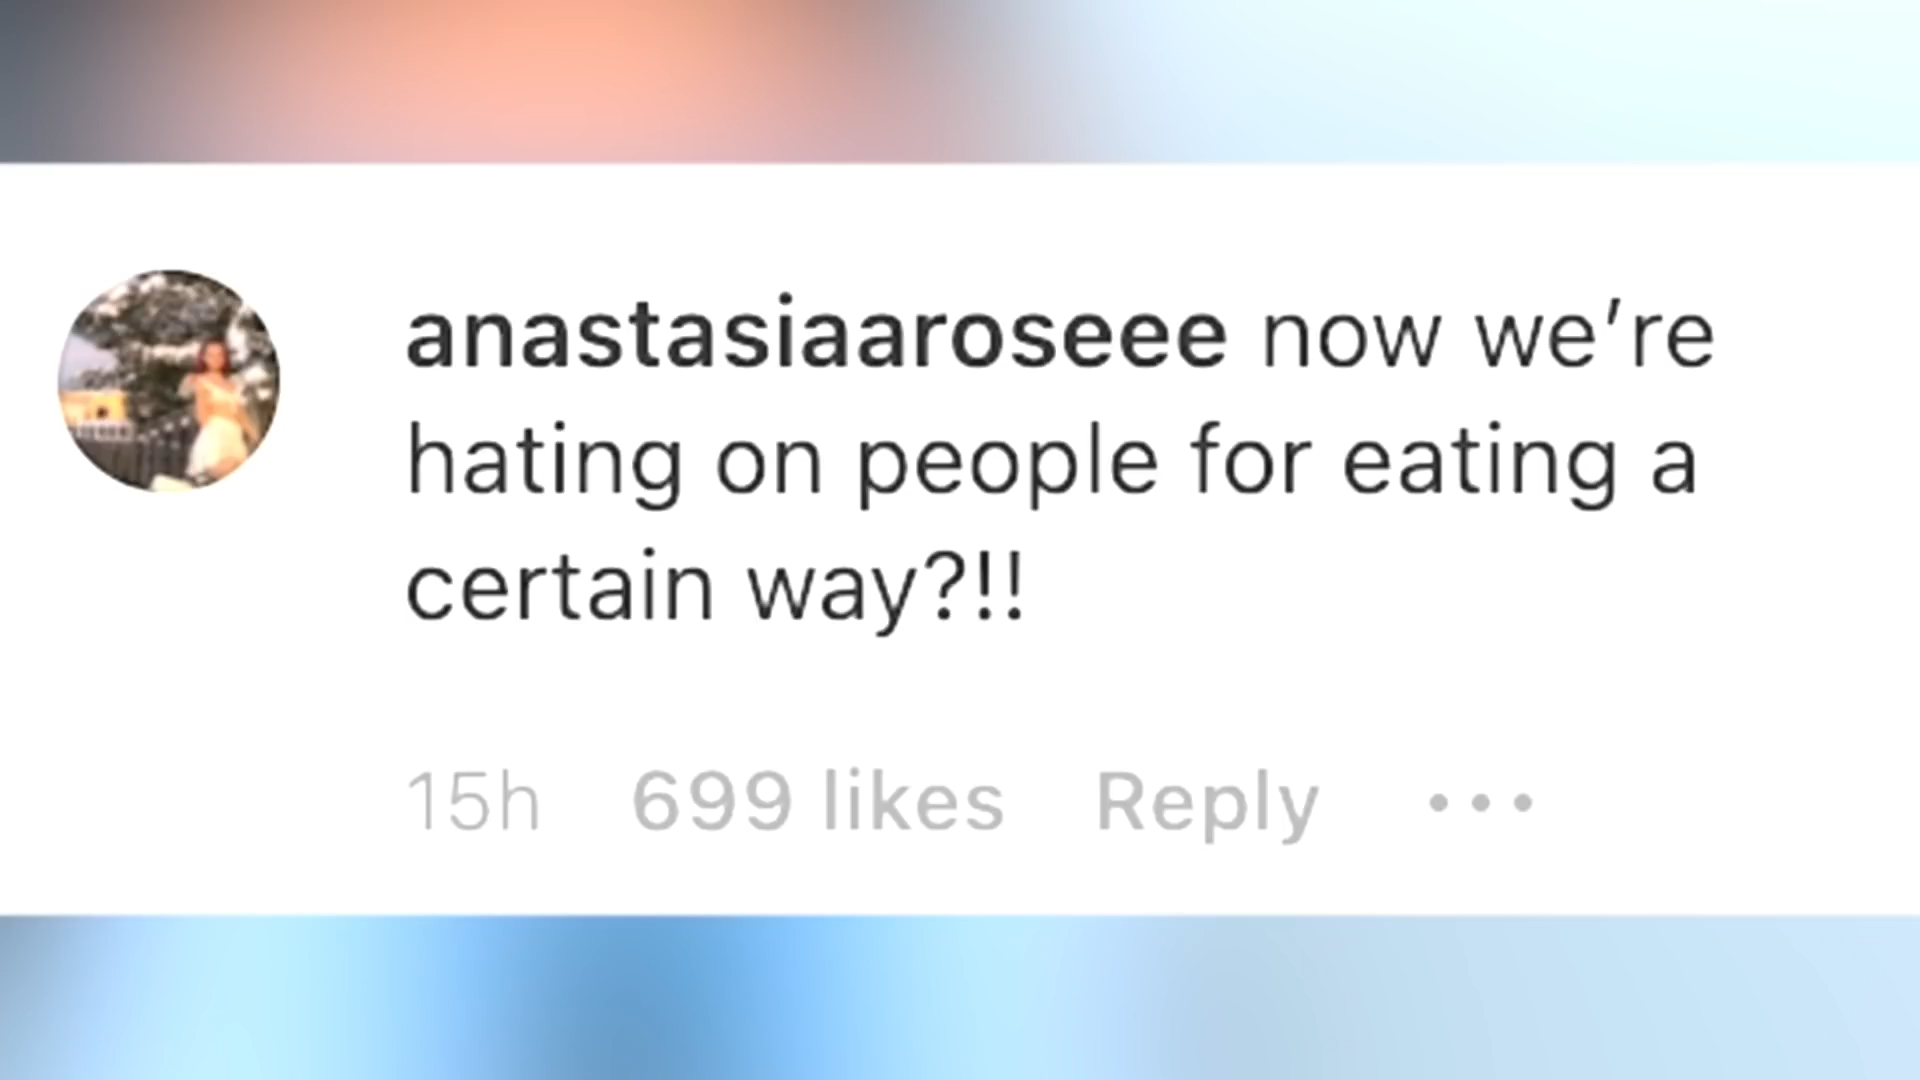 anastasiaaroseee now we’re
hating on people for eating a
certain way?!!
15h 699 likes Reply •••